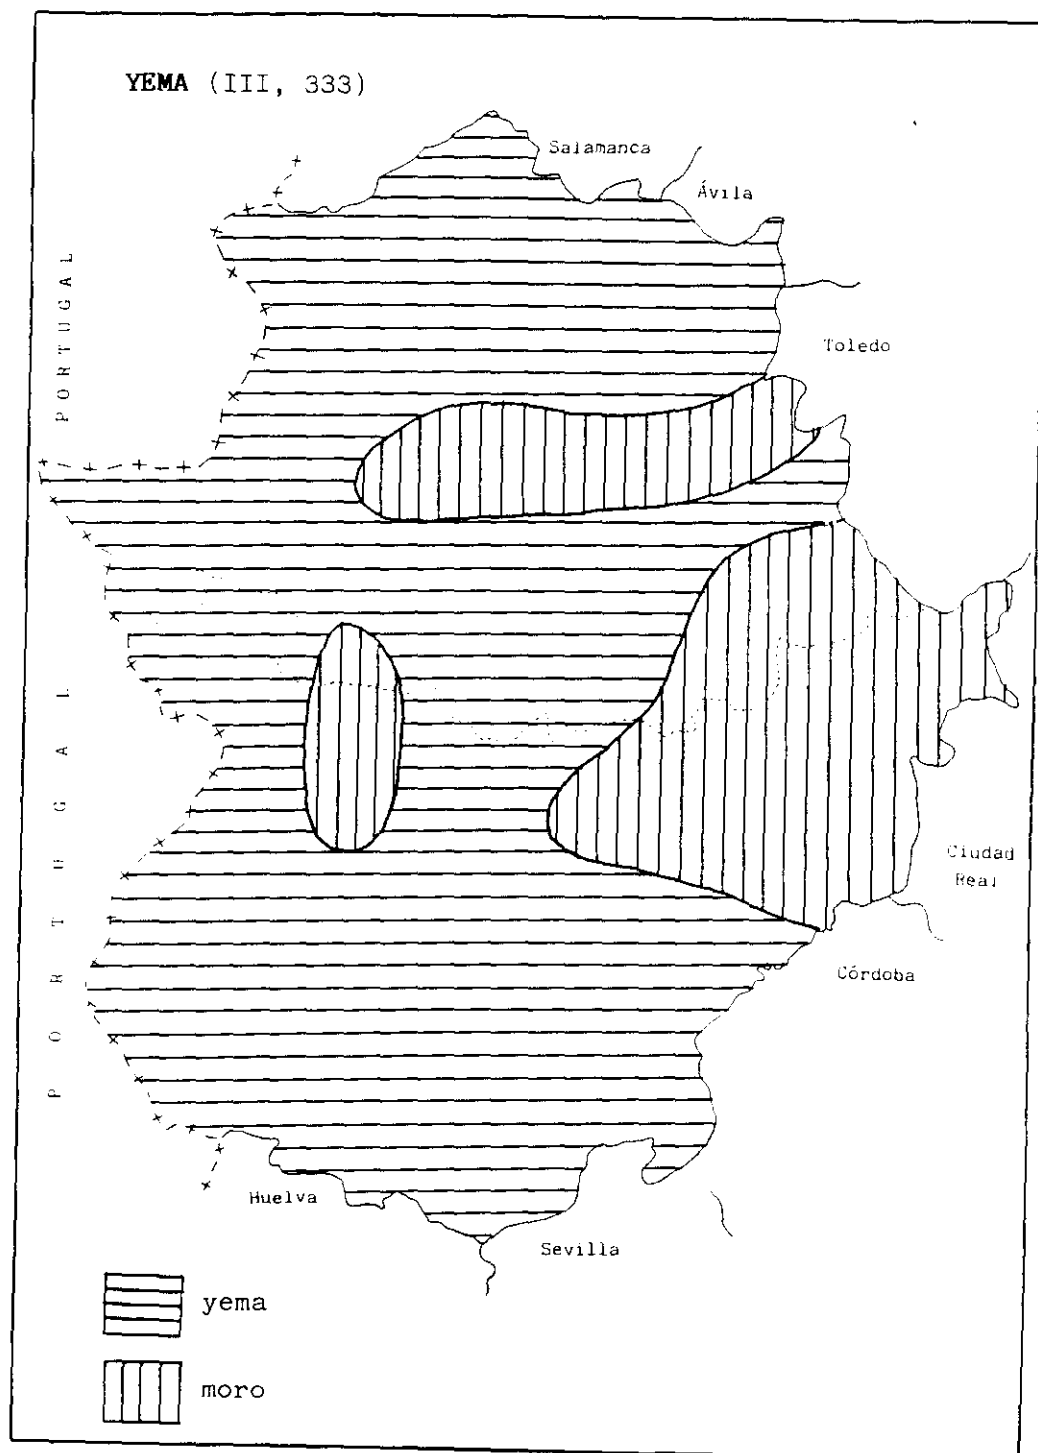 YEMA (III, 333)
Salamanca
Ávila
PORTUGAL
Toledo
PORTUGAL
Ciudad
Real
Córdoba
Huelva
Sevilla
yema
moro